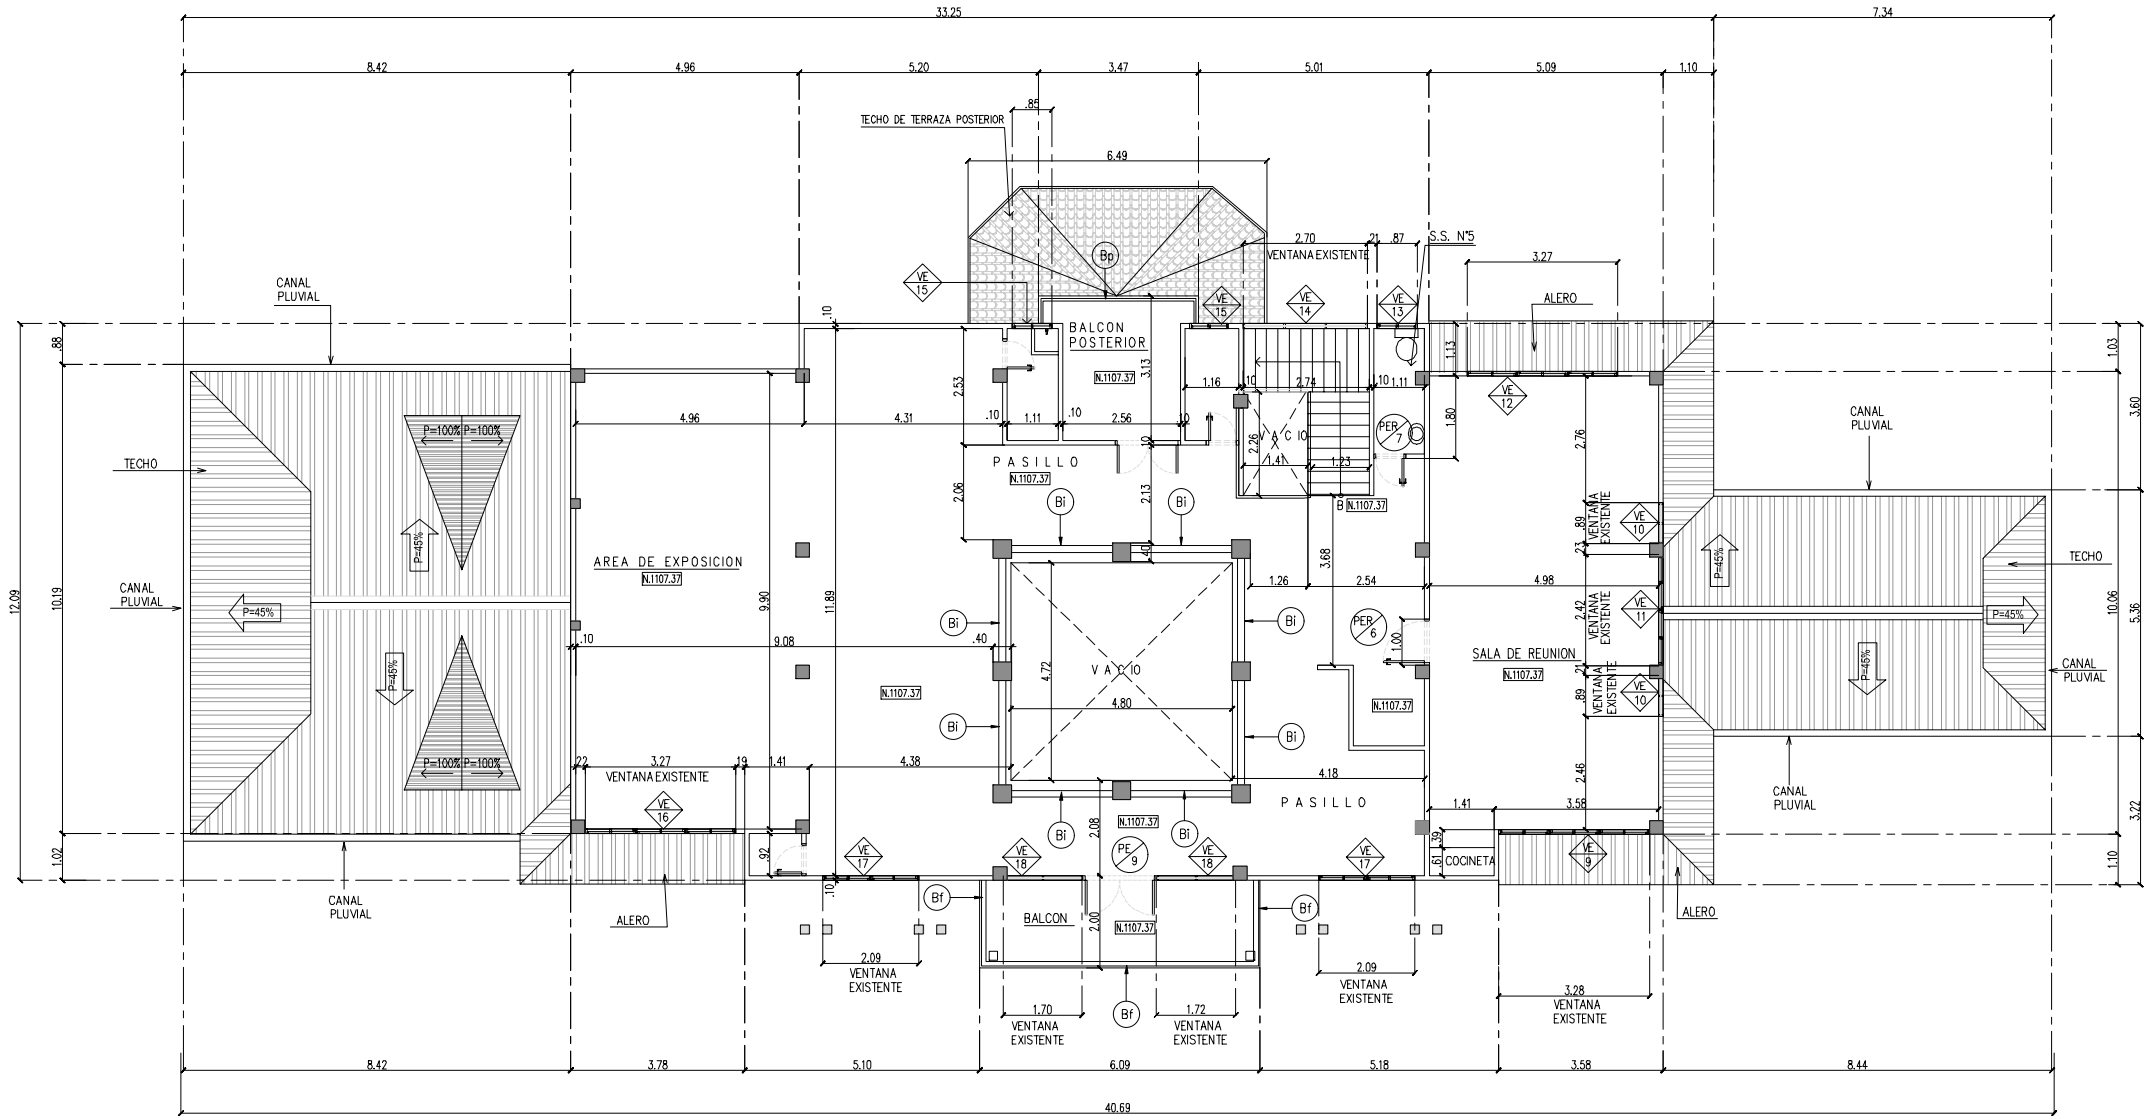 33.25
7.34
8.42
4.96
5.20
3.47
5.01
5.09
1.10
.85
TECHO DE TERRAZA POSTERIOR
6.49
2.70
.21
.87
S.S. N°5
VENTANA EXISTENTE
3.27
Bp
VE
15
CANAL
PLUVIAL
VE
15
VE
14
VE
13
ALERO
.10
BALCON
POSTERIOR
12.09
.88
10.19
1.02
1.13
1.03
N.1107.37
3.13
2.53
1.16
.10
2.74
.10
1.11
VE
12
1.80
3.60
CANAL
PLUVIAL
4.96
4.31
.10
1.11
.10
2.56
.10
P=100%
P=100%
VACIO
2.26
PER
7
2.76
TECHO
PASILLO
N.1107.37
.10
1.41
1.23
2.06
2.13
Bi
Bi
B
N.1107.37
.89
VENTANA
EXISTENTE
VE
10
P=45%
.40
.23
AREA DE EXPOSICION
N.1107.37
3.68
TECHO
P=45%
CANAL
PLUVIAL
1.26
2.54
4.98
9.90
11.89
P=45%
2.42
VENTANA
EXISTENTE
VE
11
10.06
5.36
P=45%
Bi
Bi
PER
6
1.00
.10
9.08
.40
SALA DE REUNION
N.1107.37
VACIO
4.72
.21
CANAL
PLUVIAL
P=45%
P=45%
N.1107.37
.89
VENTANA
EXISTENTE
VE
10
4.80
N.1107.37
Bi
Bi
P=100%
P=100%
.22
3.27
.19
1.41
4.38
4.18
VENTANA EXISTENTE
2.46
CANAL
PLUVIAL
VE
16
PASILLO
1.41
3.58
3.22
Bi
2.08
N.1107.37
Bi
.92
VE
17
VE
18
PE
9
VE
18
VE
17
.39
.61
COCINETA
VE
9
1.10
CANAL
PLUVIAL
.10
Bf
Bf
ALERO
BALCON
2.00
N.1107.37
ALERO
2.09
VENTANA
EXISTENTE
2.09
VENTANA
EXISTENTE
3.28
VENTANA
EXISTENTE
1.70
VENTANA
EXISTENTE
Bf
1.72
VENTANA
EXISTENTE
8.42
3.78
5.10
6.09
5.18
3.58
8.44
40.69